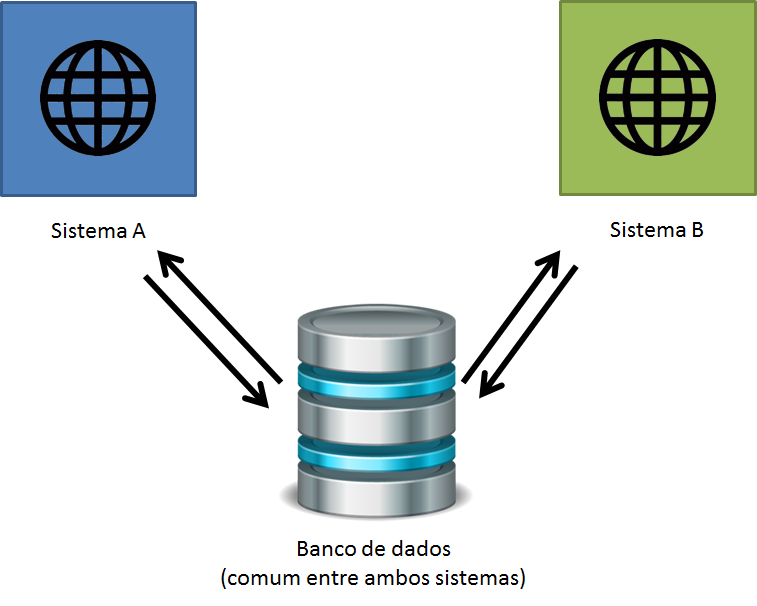 Sistema A
Sistema B
Banco de dados
(comum entre ambos sistemas)